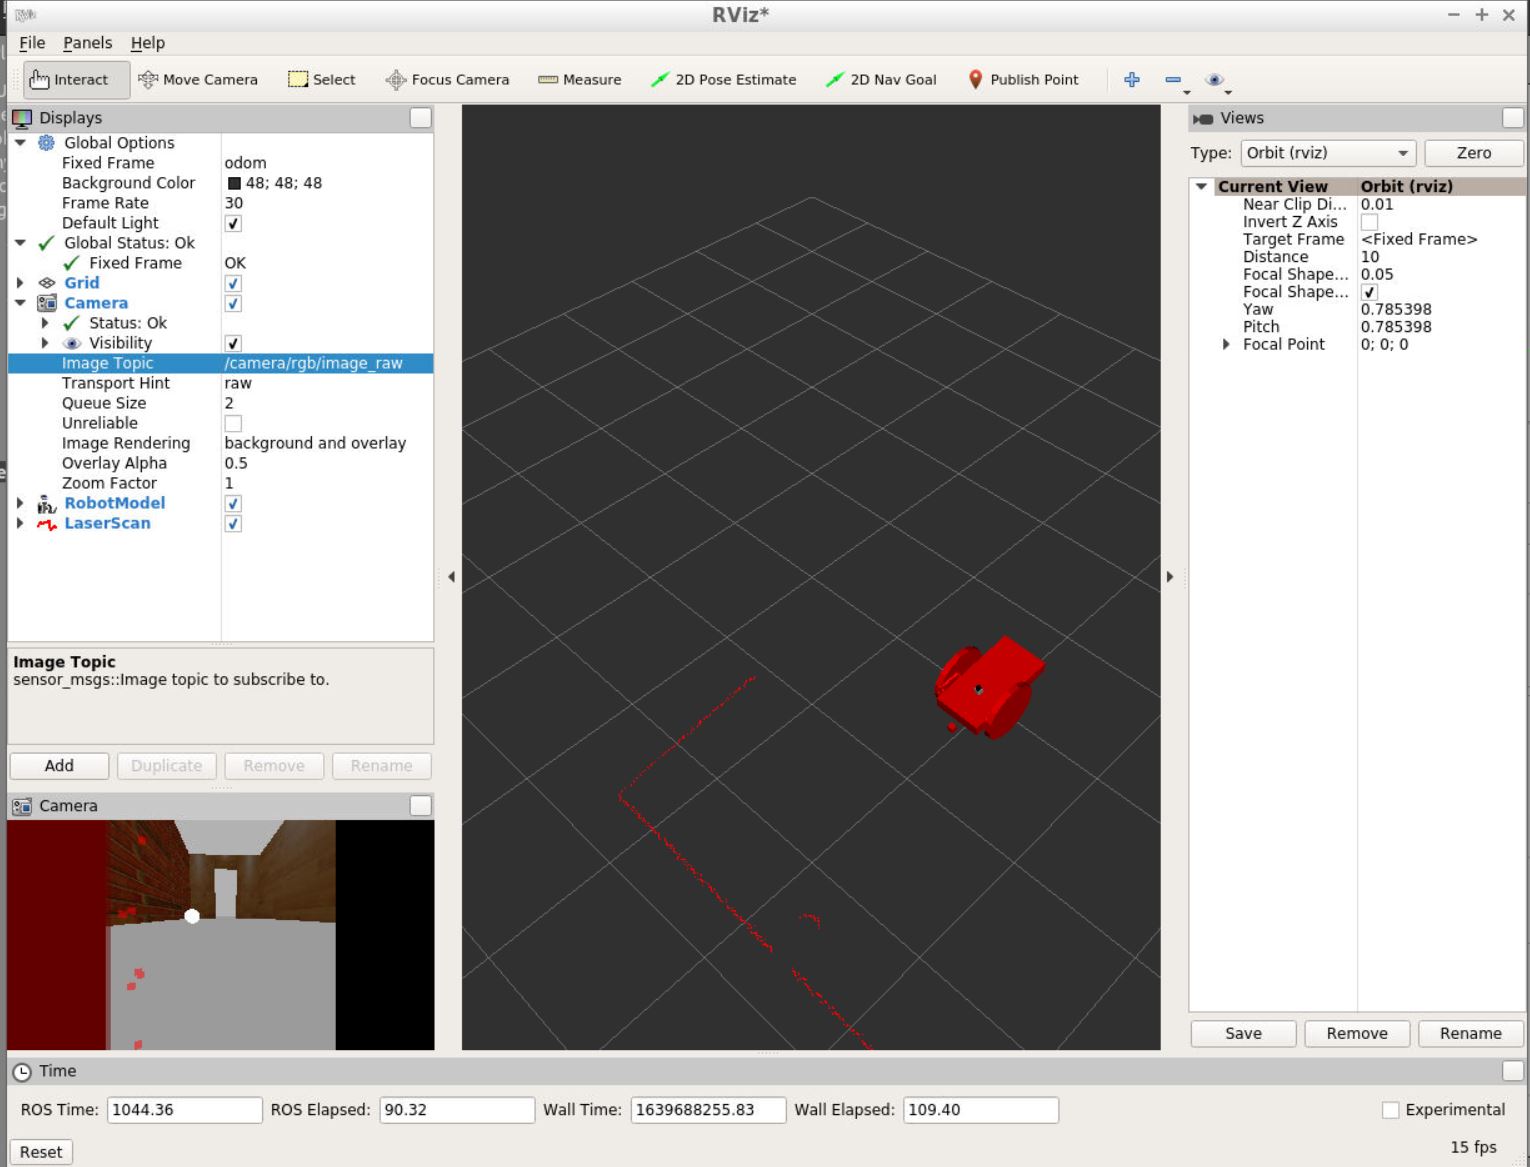 RViz*
File Panels Help
Interact Move Camera Select Focus Camera Measure 2D Pose Estimate 2D Nav Goal Publish Point
Displays
Global Options
Fixed Frame odom
Background Color 48; 48; 48
Frame Rate 30
Default Light
Global Status: Ok
Fixed Frame OK
Grid
Camera
Status: Ok
Visibility
Image Topic /camera/rgb/image_raw
Transport Hint raw
Queue Size 2
Unreliable
Image Rendering background and overlay
Overlay Alpha 0.5
Zoom Factor 1
RobotModel
LaserScan
Image Topic
sensor_msgs::Image topic to subscribe to.
Add Duplicate Remove Rename
Camera
Views
Type: Orbit (rviz) Zero
Current View Orbit (rviz)
Near Clip Di... 0.01
Invert Z Axis
Target Frame <Fixed Frame>
Distance 10
Focal Shape... 0.05
Focal Shape...
Yaw 0.785398
Pitch 0.785398
Focal Point 0; 0; 0
Save Remove Rename
Time
ROS Time: 1044.36 ROS Elapsed: 90.32 Wall Time: 1639688255.83 Wall Elapsed: 109.40 Experimental
Reset 15 fps